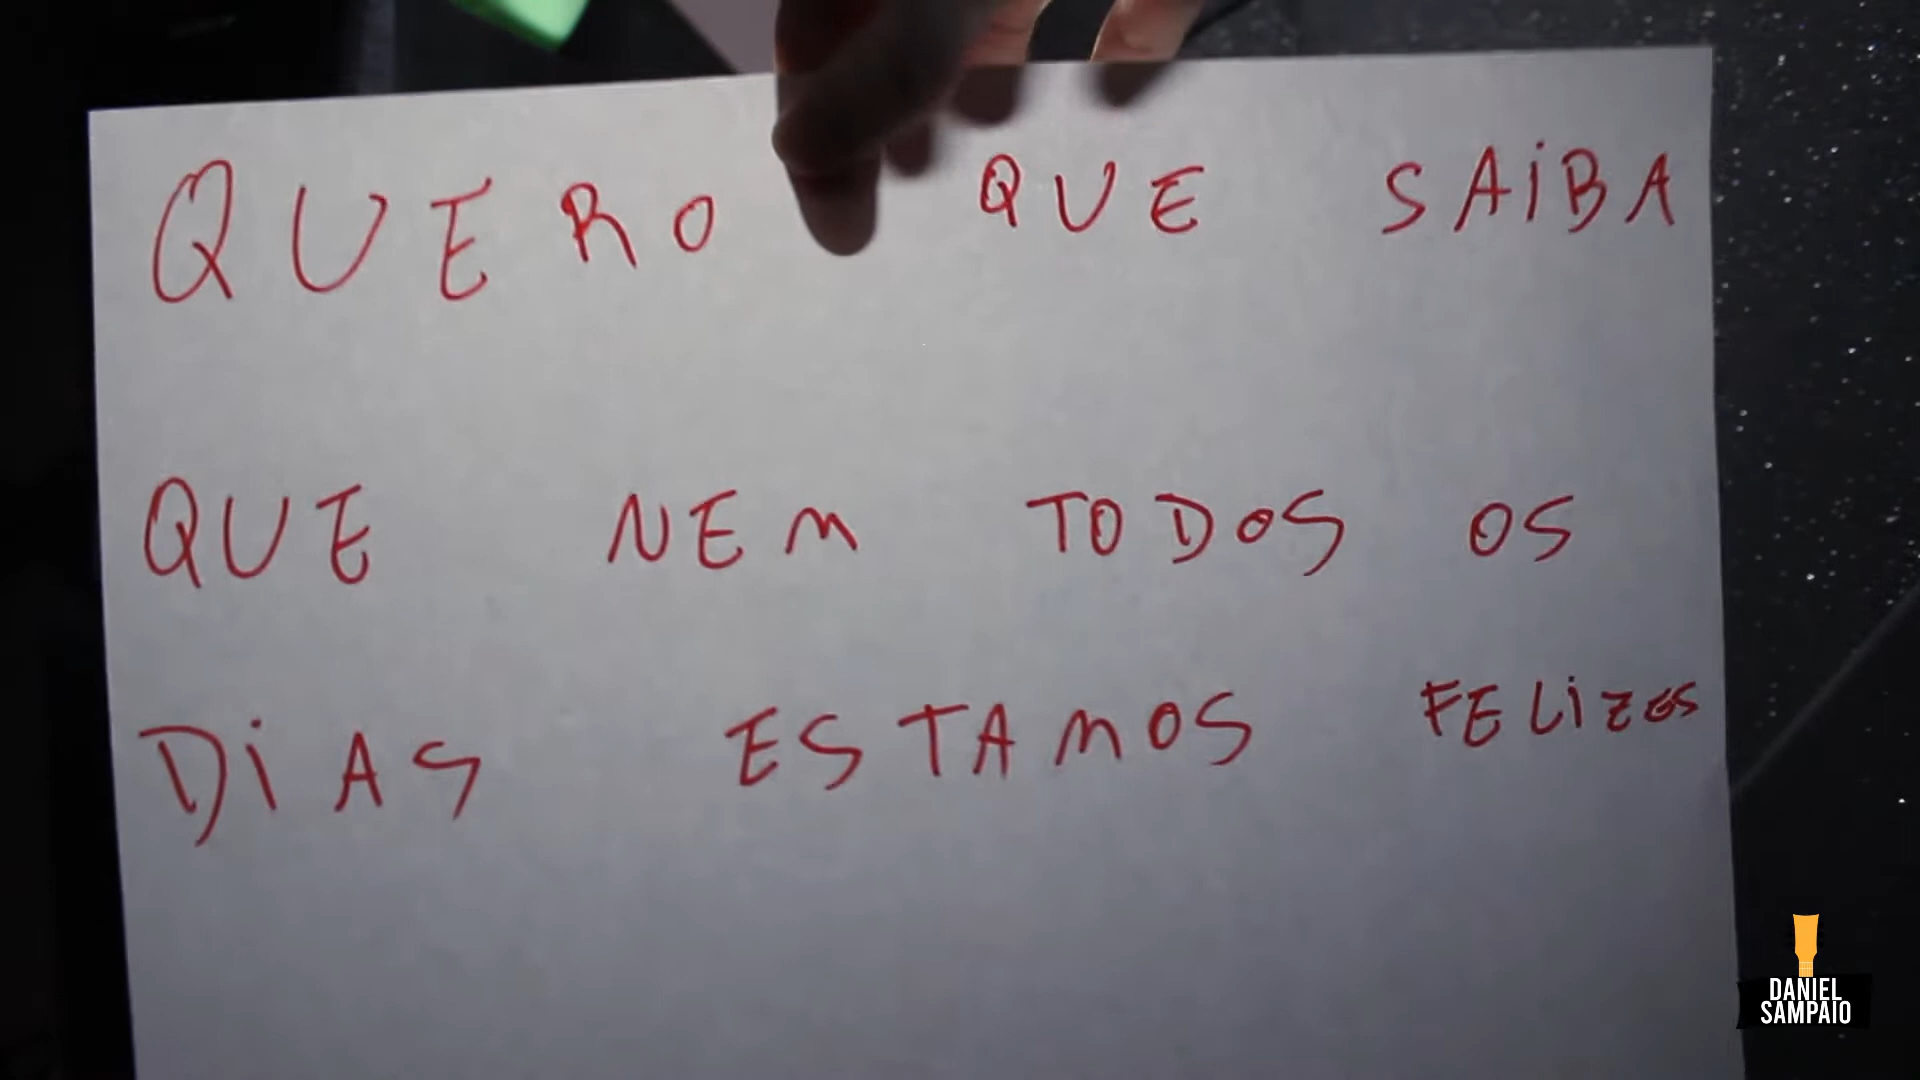 QUERO QUE SAiBA
QUE NEM TODOS OS
DiAS ESTAMOS FELiZES
DANIEL
SAMPAIO